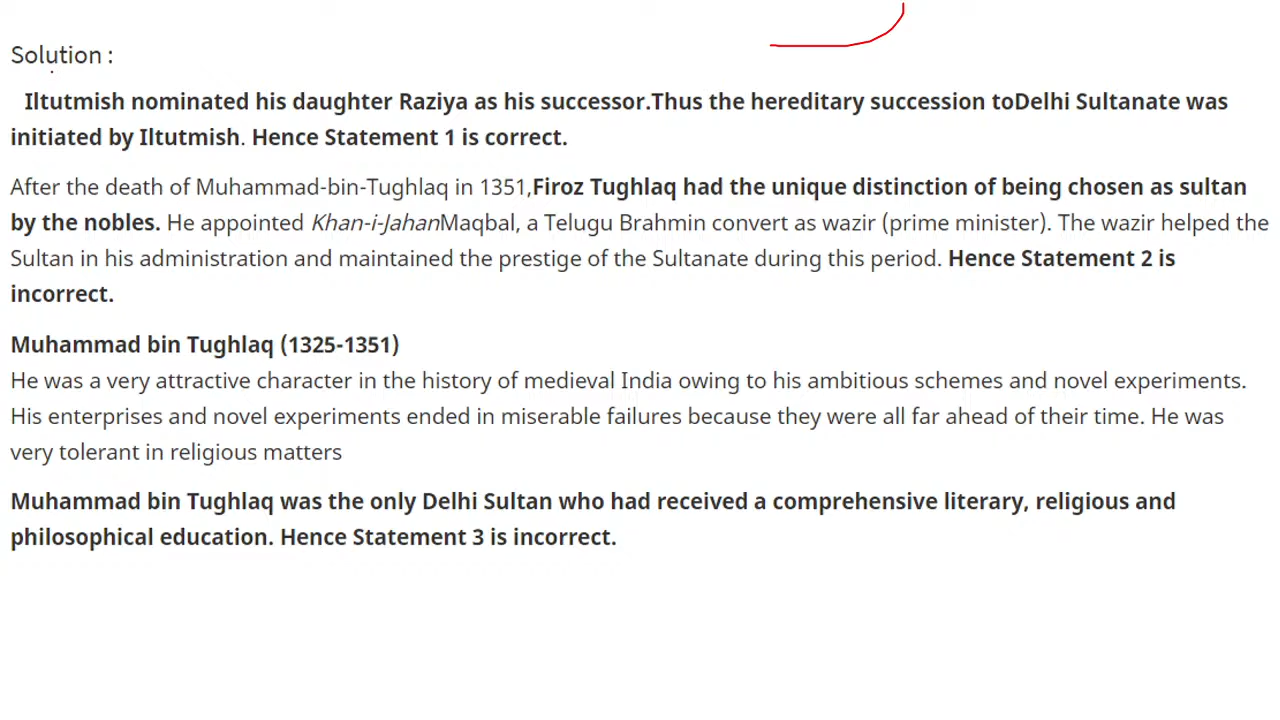 Solution :
Iltutmish nominated his daughter Raziya as his successor.Thus the hereditary succession toDelhi Sultanate was
initiated by Iltutmish. Hence Statement 1 is correct.
After the death of Muhammad-bin-Tughlaq in 1351,Firoz Tughlaq had the unique distinction of being chosen as sultan
by the nobles. He appointed Khan-i-JahanMaqbal, a Telugu Brahmin convert as wazir (prime minister). The wazir helped the
Sultan in his administration and maintained the prestige of the Sultanate during this period. Hence Statement 2 is
incorrect.
Muhammad bin Tughlaq (1325-1351)
He was a very attractive character in the history of medieval India owing to his ambitious schemes and novel experiments.
His enterprises and novel experiments ended in miserable failures because they were all far ahead of their time. He was
very tolerant in religious matters
Muhammad bin Tughlaq was the only Delhi Sultan who had received a comprehensive literary, religious and
philosophical education. Hence Statement 3 is incorrect.